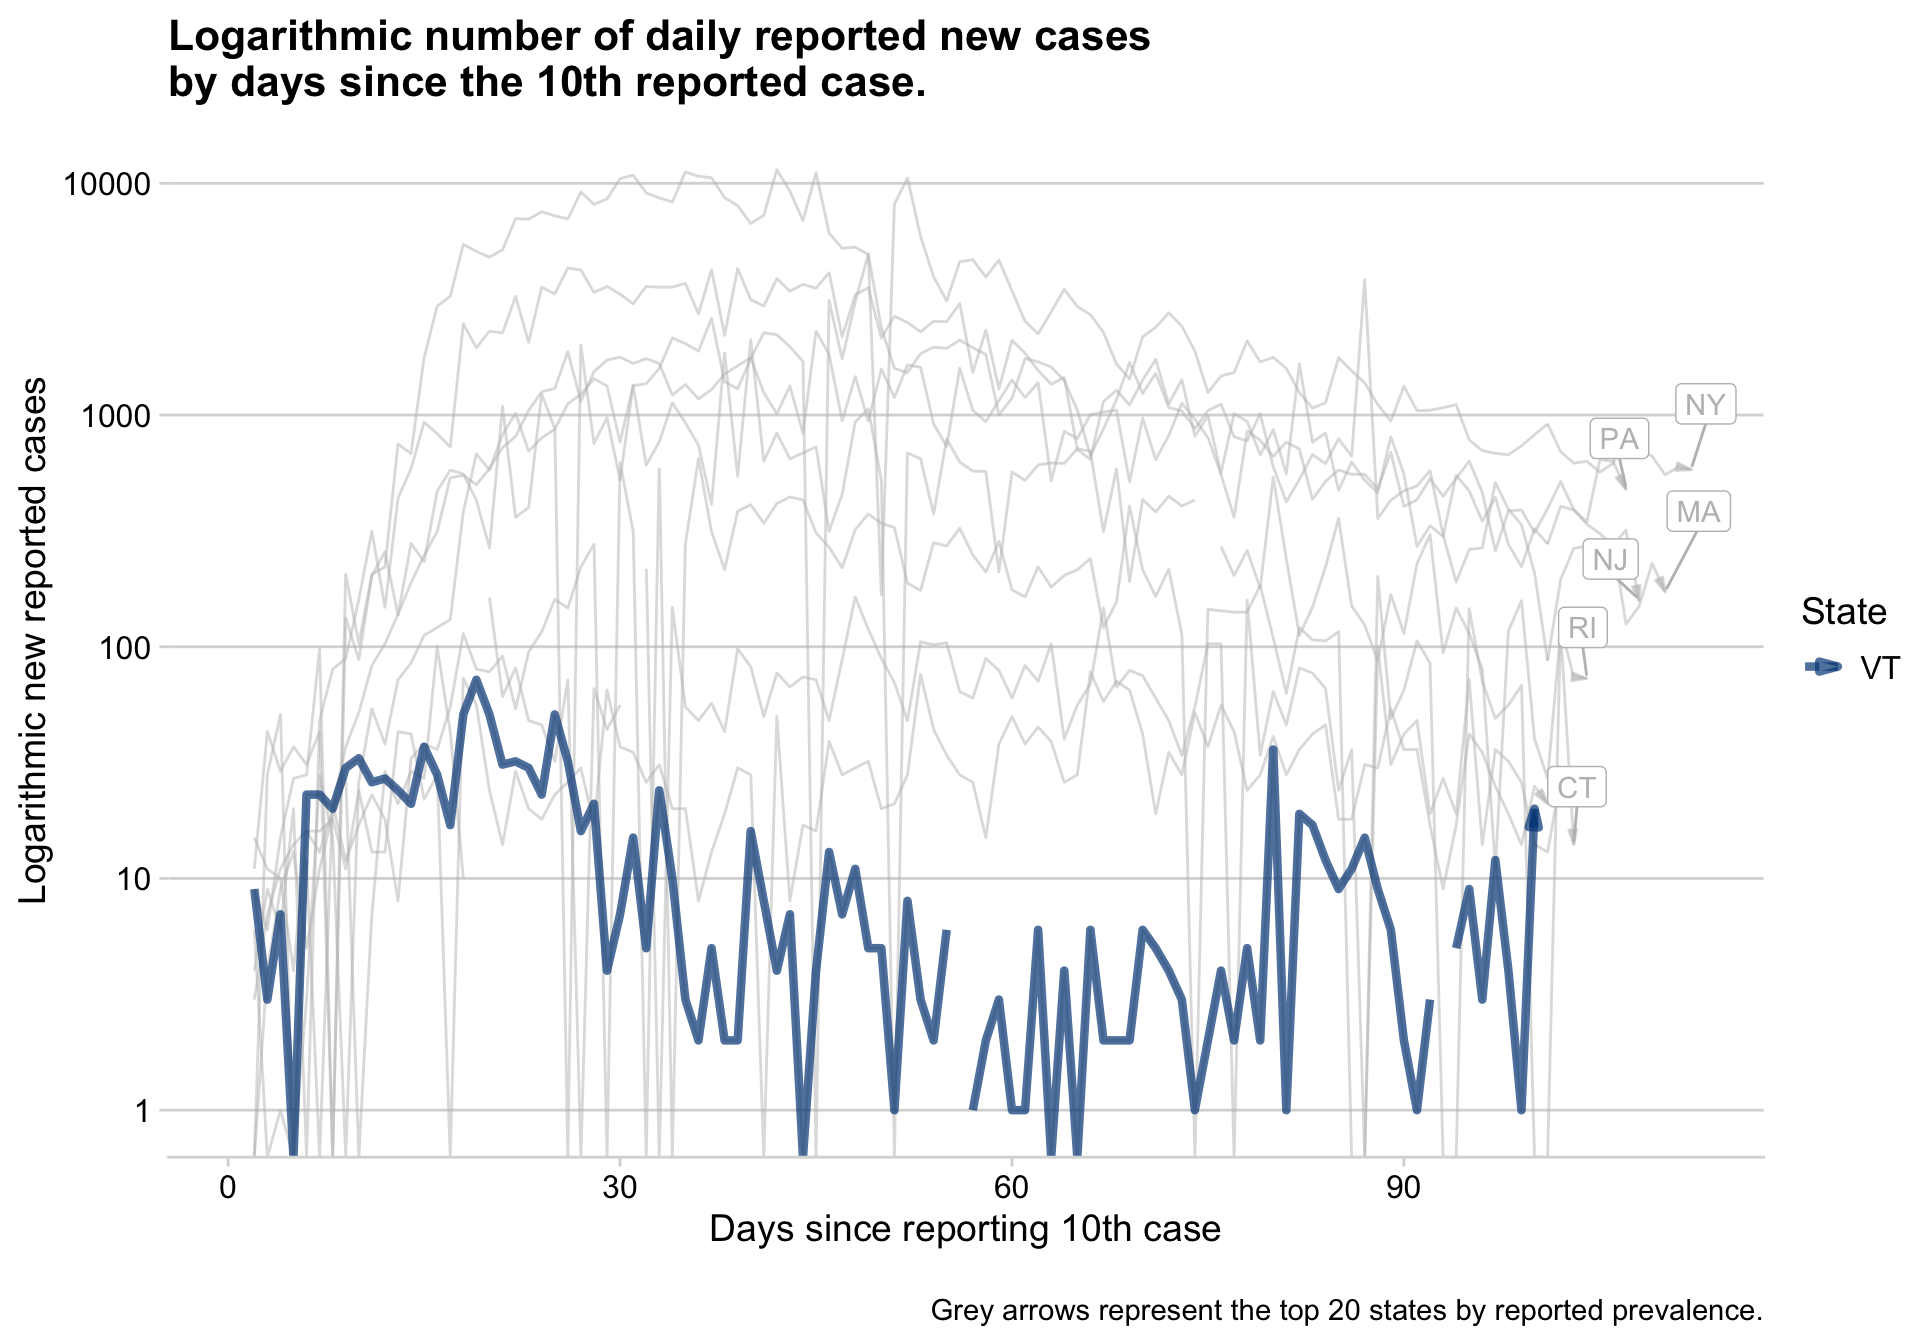 Logarithmic number of daily reported new cases
by days since the 10th reported case.
Logarithmic new reported cases
10000
1000
100
10
1
NY
PA
MA
NJ
RI
CT
State
VT
0
30
60
90
Days since reporting 10th case
Grey arrows represent the top 20 states by reported prevalence.